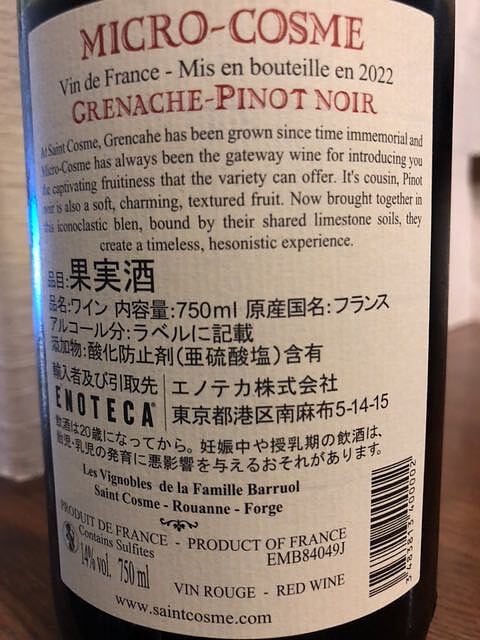 MICRO-COSME
Vin de France - Mis en bouteille en 2022
GRENACHE-PINOT NOIR
At Saint Cosme, Grencahe has been grown since time immemorial and
Micro-Cosme has always been the gateway wine for introducing you
the captivating fruitiness that the variety can offer. It's cousin, Pinot
noir is also a soft, charming, textured fruit. Now brought together in
this iconoclastic blen, bound by their shared limestone soils, they
create a timeless, hesonistic experience.
品目:果実酒
品名:ワイン 内容量:750ml 原産国名:フランス
アルコール分:ラベルに記載
添加物:酸化防止剤(亜硫酸塩)含有
輸入者及び引取先
ENOTECA
エノテカ株式会社
東京都港区南麻布5-14-15
飲酒は20歳になってから。妊娠中や授乳期の飲酒は、
胎児・乳児の発育に悪影響を与えるおそれがあります。
Les Vignobles de la Famille Barruol
Saint Cosme - Rouanne - Forge
PRODUIT DE FRANCE - PRODUCT OF FRANCE
Contains Sulfites
EMB84049J
14% vol. 750 ml
VIN ROUGE - RED WINE
www.saintcosme.com
3 483813 400002